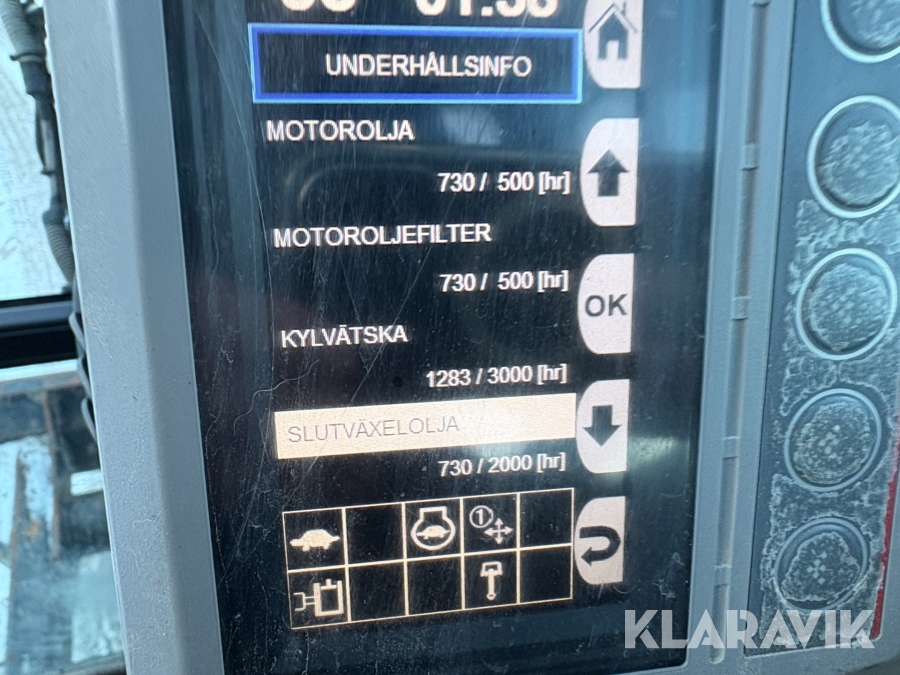 UNDERHÅLLSINFO
MOTOROLJA
730 / 500 [hr]
MOTOROLJEFILTER
730 / 500 [hr]
OK
KYLVÄTSKA
1283 / 3000 [hr]
SLUTVÄXELOLJA
730 / 2000 [hr]
1
KLARAVIK